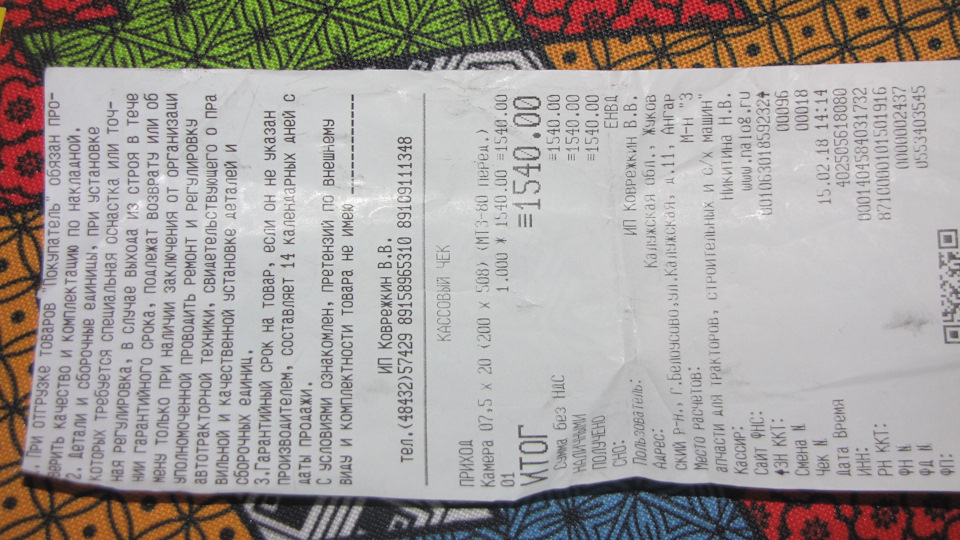 . При отгрузке товаров "Покупатель" обязан про-
верить качество и комплектацию по накладной.
2. Детали и сборочные единицы, при установке
которых требуется специальная оснастка или точ-
ная регулировка, в случае выхода из строя в тече
нии гарантийного срока, подлежат возврату или об
мену только при наличии заключения от организаци
уполномоченной проводить ремонт и регулировку
автотракторной техники, свидетельствующего о пра
вильной и качественной установке деталей и
сборочных единиц.
3.Гарантийный срок на товар, если он не указан
производителем, составляет 14 календарных дней с
даты продажи.
С условиями ознакомлен, претензий по внешнему
виду и комплектности товара не имею ---------------
ИП Коврежкин В.В.
тел.(48432)57429 89158965310 89109111348
КАССОВЫЙ ЧЕК
ПРИХОД
Камера 07,5 х 20 (200 х 508) (МТЗ-80 перед.)
1.000 * 1540.00 =1540.00
01 =1540.00
ИТОГ =1540.00
Сумма без НДС =1540.00
НАЛИЧНЫМИ =1540.00
ПОЛУЧЕНО =1540.00
СНО: ЕНВД
Пользователь: ИП Коврежкин В.В.
Адрес: Калужская обл., Жуков
ский р-н., г.Белоусово,ул.Калужская, д.11, Ангар
Место расчетов: М-Н "З
апчасти для тракторов, строительных и с/х машин"
Кассир: Никитина Н.В.
Сайт ФНС: www.nalog.ru
ЗН ККТ: 00106301859232
Смена N 00096
Чек N 00018
Дата Время 15.02.18 14:14
ИНН: 402505618080
РН ККТ: 0001404584031732
ФН N 8710000101501916
ФД N 0000002437
ФП: 0553403545